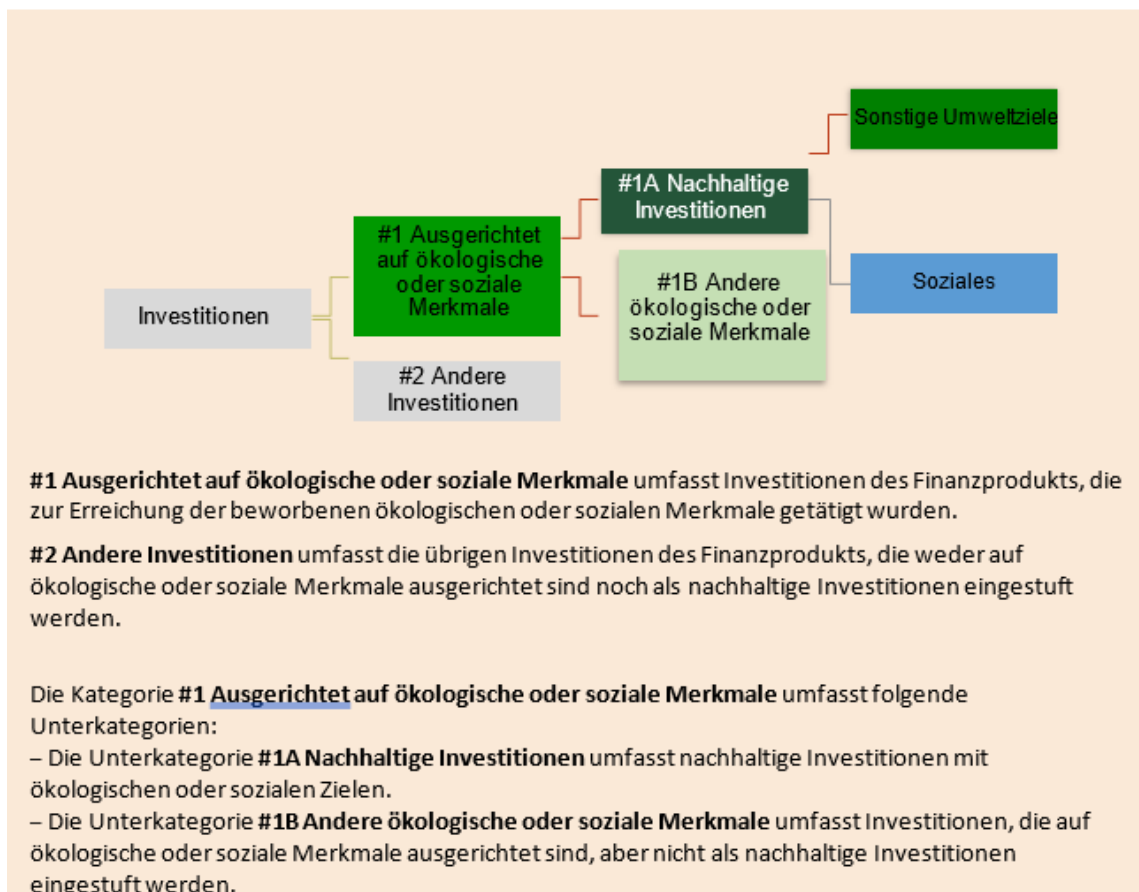 Sonstige Umweltziele
#1A Nachhaltige
Investitionen
#1 Ausgerichtet
auf ökologische
oder soziale
Merkmale
#1B Andere
ökologische oder
soziale Merkmale
Soziales
Investitionen
#2 Andere
Investitionen
#1 Ausgerichtet auf ökologische oder soziale Merkmale umfasst Investitionen des Finanzprodukts, die
zur Erreichung der beworbenen ökologischen oder sozialen Merkmale getätigt wurden.
#2 Andere Investitionen umfasst die übrigen Investitionen des Finanzprodukts, die weder auf
ökologische oder soziale Merkmale ausgerichtet sind noch als nachhaltige Investitionen eingestuft
werden.
Die Kategorie #1 Ausgerichtet auf ökologische oder soziale Merkmale umfasst folgende
Unterkategorien:
– Die Unterkategorie #1A Nachhaltige Investitionen umfasst nachhaltige Investitionen mit
ökologischen oder sozialen Zielen.
– Die Unterkategorie #1B Andere ökologische oder soziale Merkmale umfasst Investitionen, die auf
ökologische oder soziale Merkmale ausgerichtet sind, aber nicht als nachhaltige Investitionen
eingestuft werden.